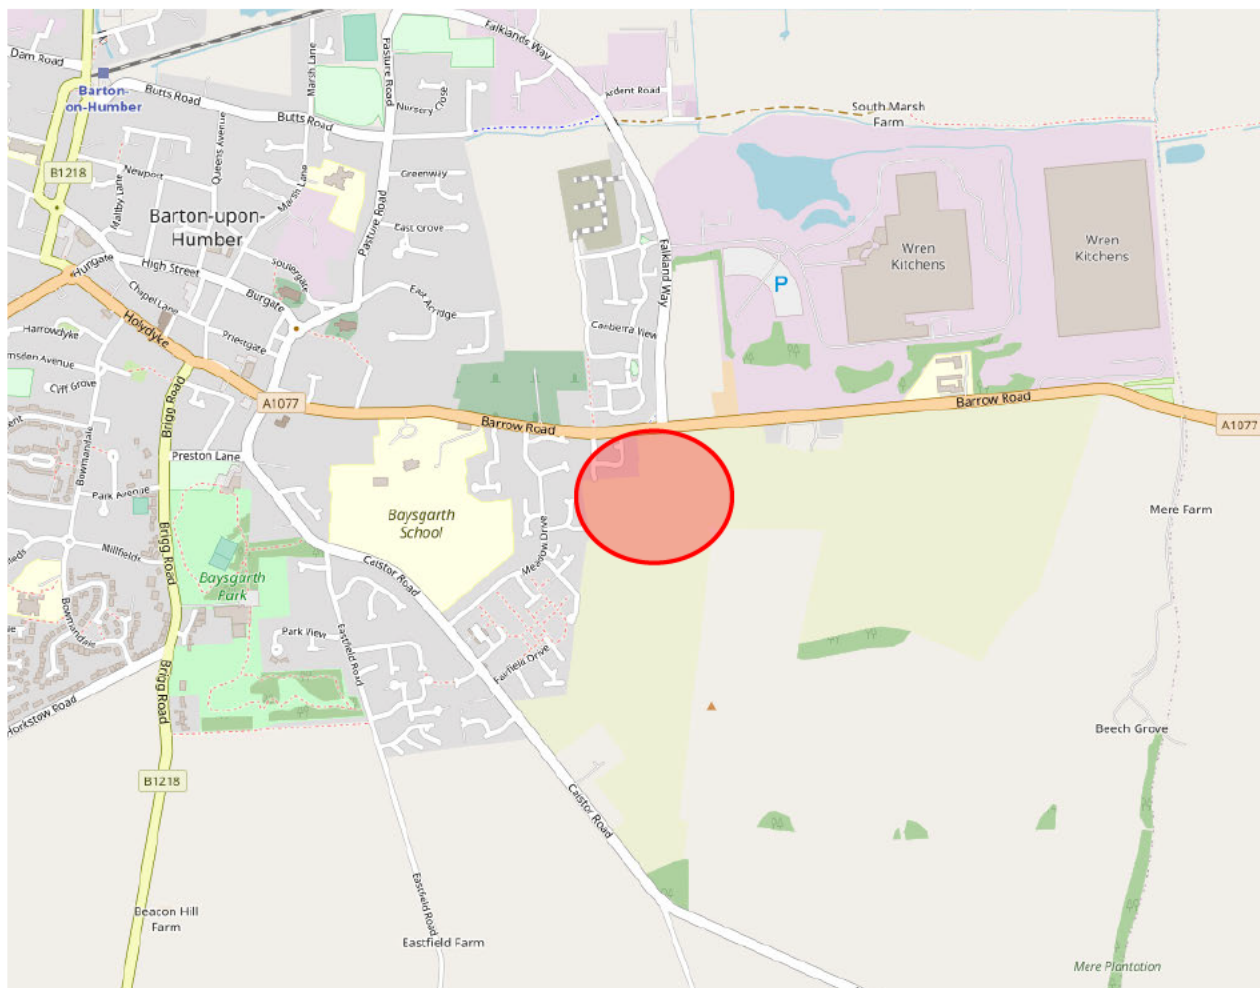 Falklands Way
Dam Road
Barton-
on-Humber
Butts Road
Marsh Lane
Pasture Road
Nursery Close
Ardent Road
South Marsh
Farm
Butts Road
B1218
Newport
Queens Avenue
Maltby Lane
Marsh Lane
Greenway
Barton-upon-
Humber
Pasture Road
East Grove
Falkland Way
Wren
Kitchens
Wren
Kitchens
P
Hungate
High Street
Soutergate
Burgate
East Acridge
Chapel Lane
Holydyke
Priestgate
Harrowdyke
Canberra View
msden Avenue
Cliff Grove
Brigg Road
A1077
Barrow Road
Barrow Road
A1077
Bowmandale
Preston Lane
Park Avenue
Baysgarth
School
Mere Farm
Millfields
Brigg Road
Meadow Drive
Caistor Road
Baysgarth
Park
Bowmandale
Park View
Eastfield Road
Fairfield Drive
Brigg Road
Horkstow Road
Beech Grove
B1218
Caistor Road
Beacon Hill
Farm
Eastfield Road
Eastfield Farm
Mere Plantation